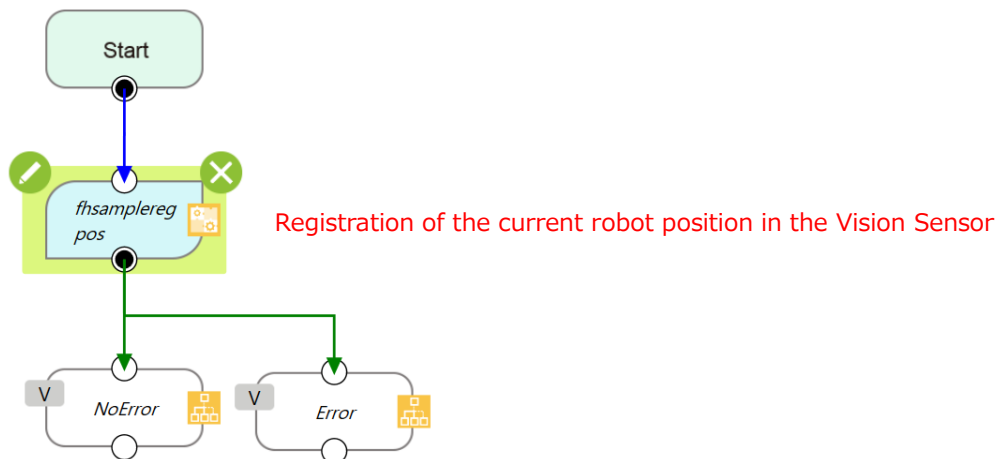 Start
fhsamplereg
pos
Registration of the current robot position in the Vision Sensor
V
NoError
V
Error